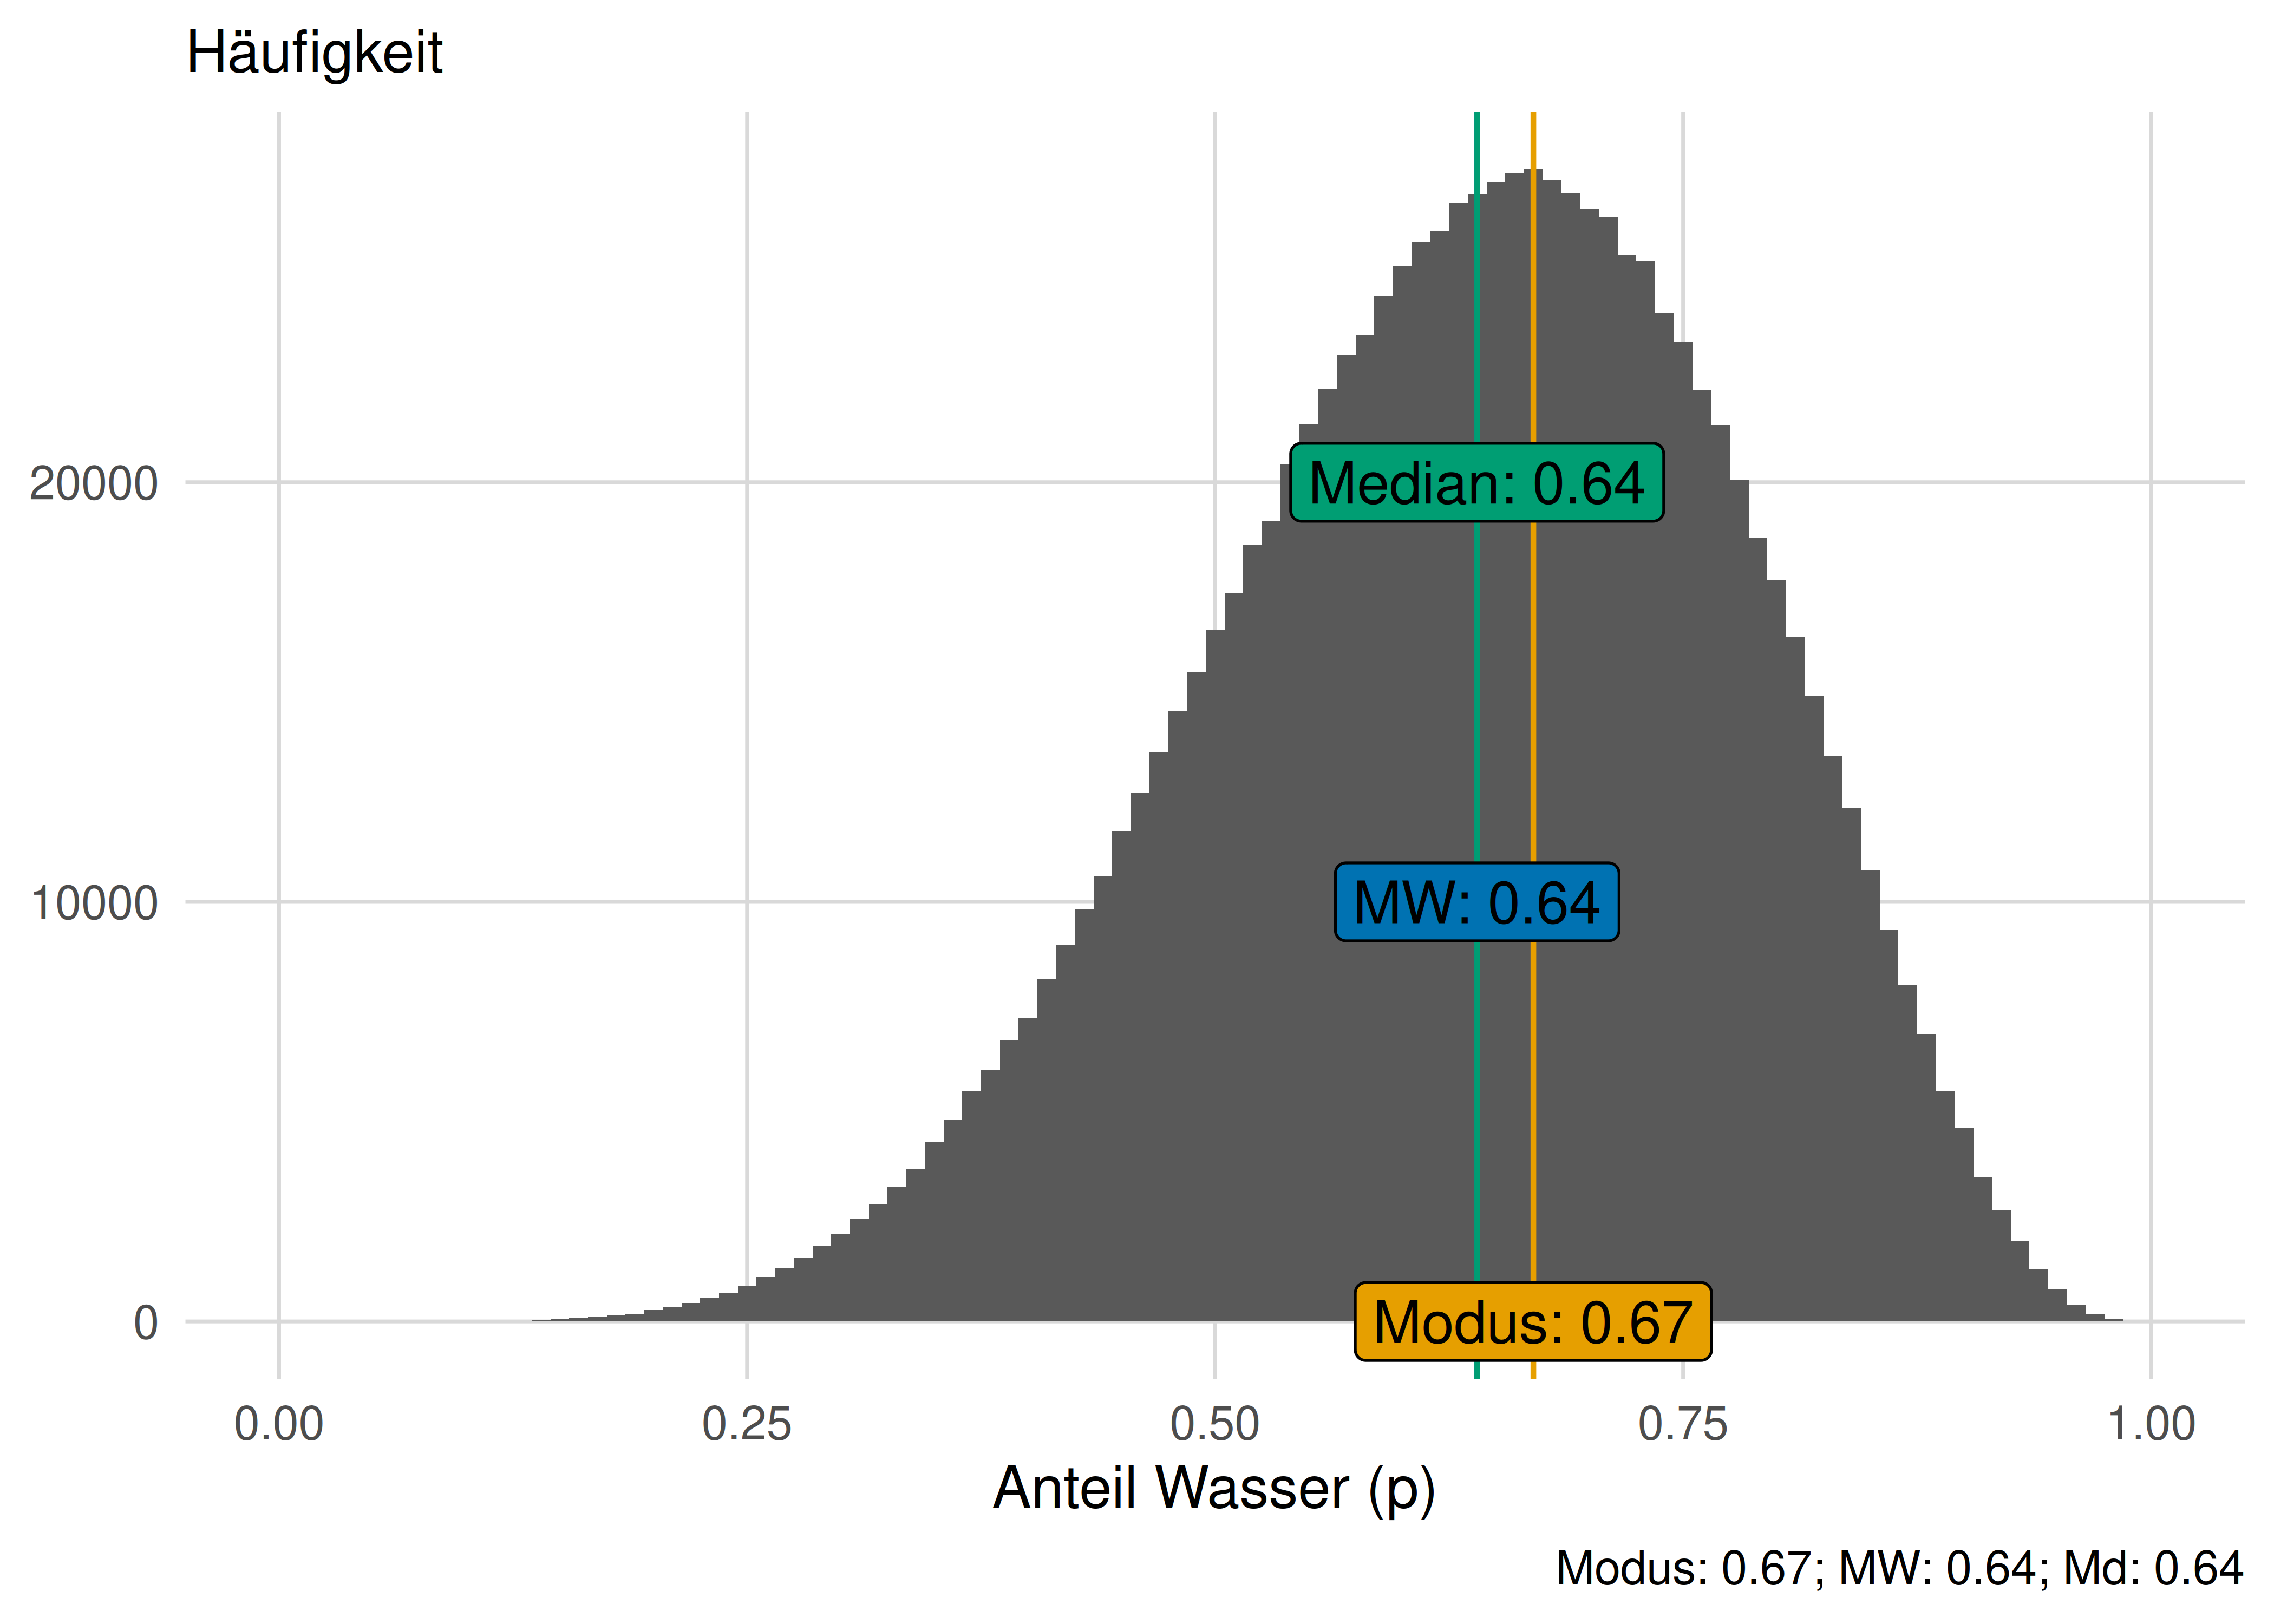 Häufigkeit
20000
Median: 0.64
10000
MW: 0.64
0
Modus: 0.67
0.00 0.25 0.50 0.75 1.00
Anteil Wasser (p)
Modus: 0.67; MW: 0.64; Md: 0.64